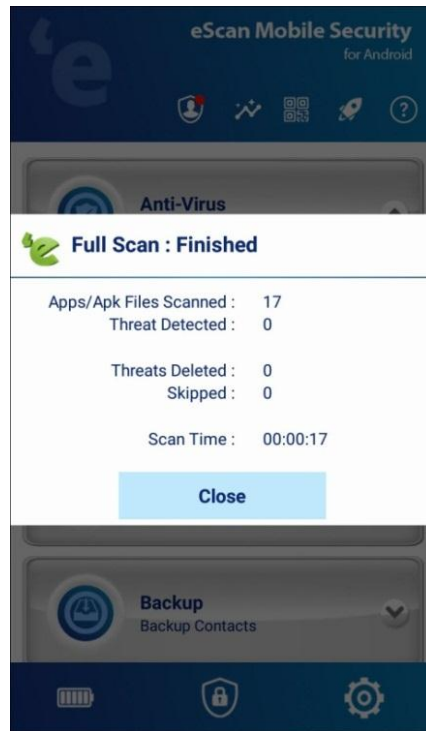 eScan Mobile Security
for Android
Anti-Virus
Full Scan : Finished
Apps/Apk Files Scanned : 17
Threat Detected : 0
Threats Deleted : 0
Skipped : 0
Scan Time : 00:00:17
Close
Backup
Backup Contacts